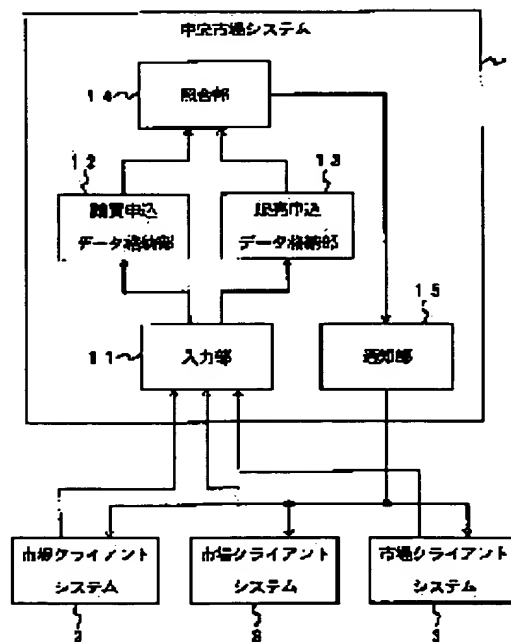 中央市場システム
14
照合部
12
13
購買申込
データ格納部
販売申込
データ格納部
15
11
入力部
通知部
市場クライアント
システム
市場クライアント
システム
市場クライアント
システム
2
3